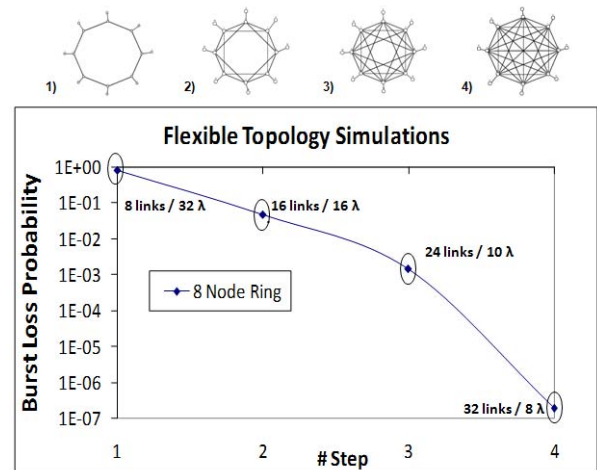 1) 2) 3) 4)
Flexible Topology Simulations
Burst Loss Probability
1E+00
1E-01
1E-02
1E-03
1E-04
1E-05
1E-06
1E-07
8 links / 32 λ
16 links / 16 λ
24 links / 10 λ
32 links / 8 λ
8 Node Ring
1 2 3 4
# Step